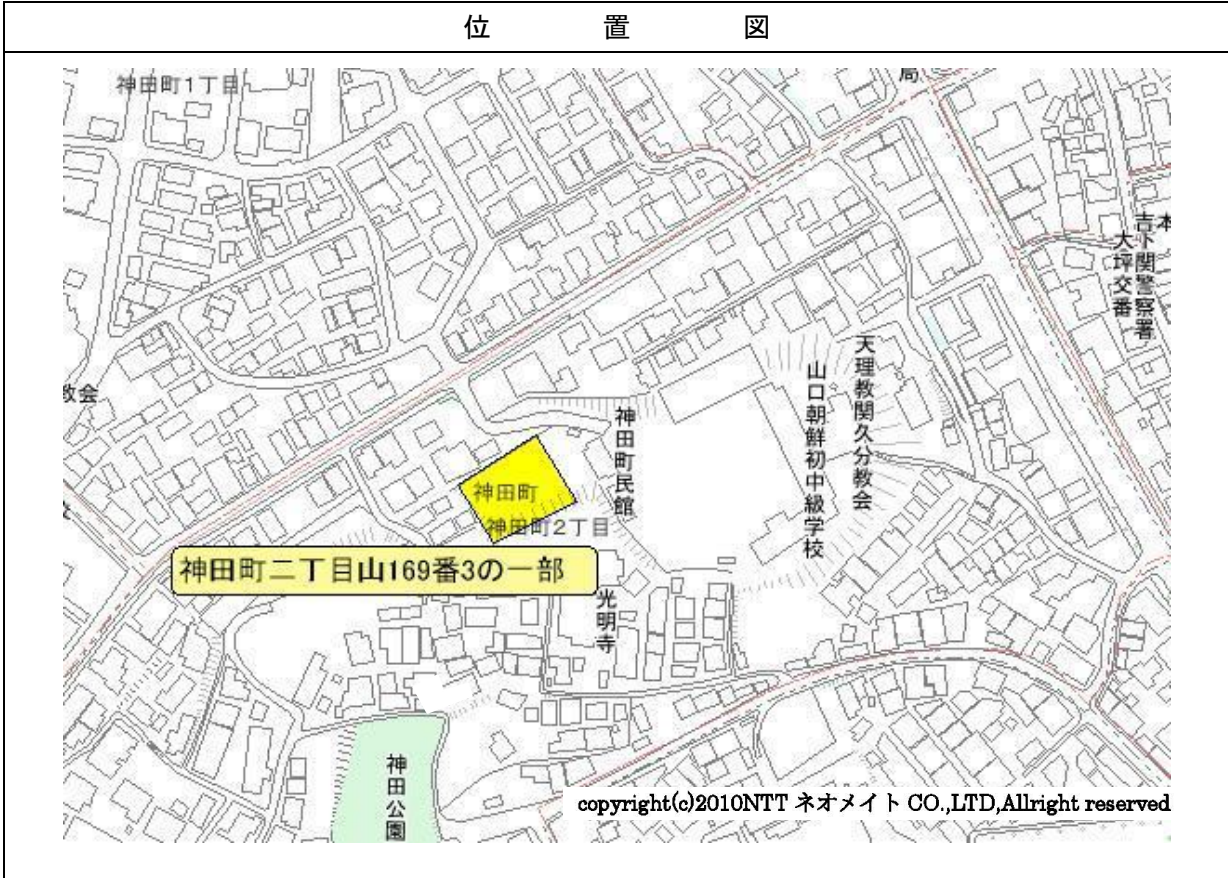 位置図
神田町1丁目
局
吉本
下関警察署
大坪交番
天理教関久分教会
山口朝鮮初中級学校
教会
神田町民館
神田町
神田町2丁目
神田町二丁目山169番3の一部
光明寺
神田公園
copyright(c)2010NTT ネオメイト CO.,LTD,Allright reserved